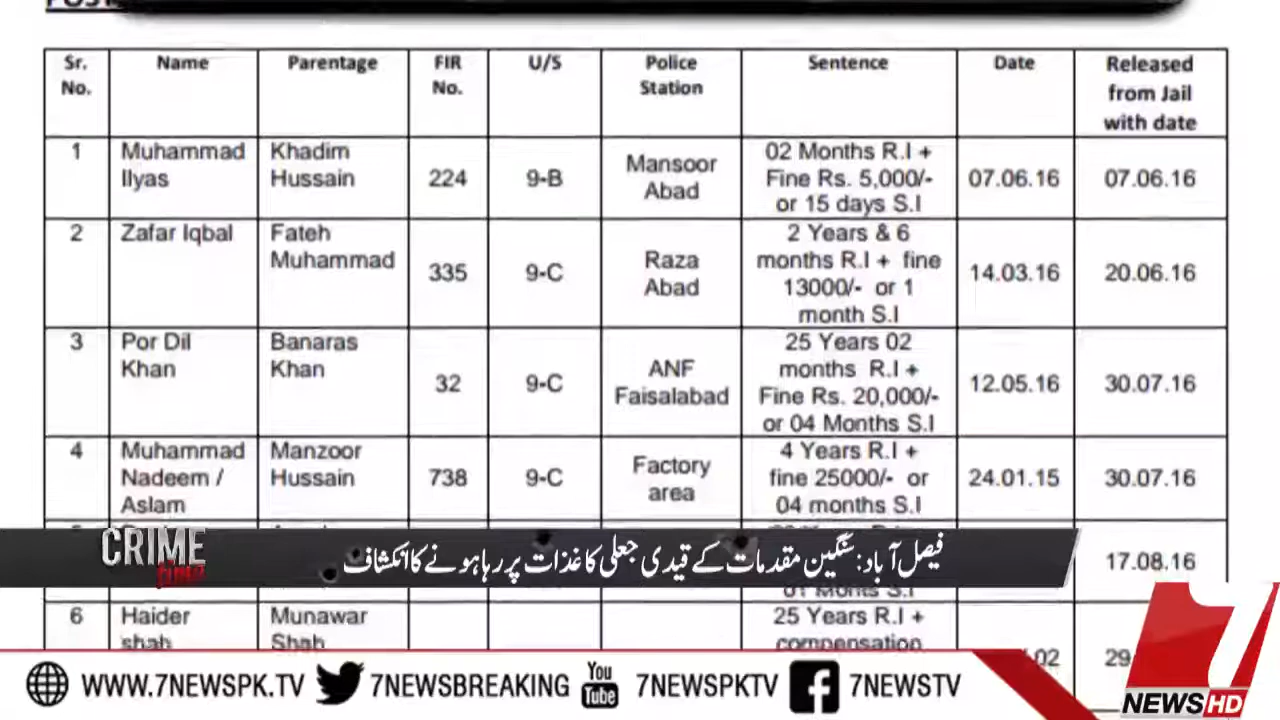 Sr. No. Name Parentage FIR No. U/S Police Station Sentence Date Released from Jail with date
1 Muhammad Ilyas Khadim Hussain 224 9-B Mansoor Abad 02 Months R.I + Fine Rs. 5,000/- or 15 days S.I 07.06.16 07.06.16
2 Zafar Iqbal Fateh Muhammad 335 9-C Raza Abad 2 Years & 6 months R.I + fine 13000/- or 1 month S.I 14.03.16 20.06.16
3 Por Dil Khan Banaras Khan 32 9-C ANF Faisalabad 25 Years 02 months R.I + Fine Rs. 20,000/- or 04 Months S.I 12.05.16 30.07.16
4 Muhammad Nadeem / Aslam Manzoor Hussain 738 9-C Factory area 4 Years R.I + fine 25000/- or 04 months S.I 24.01.15 30.07.16
17.08.16
CRIME time
فیصل آباد: سنگین مقدمات کے قیدی جعلی کاغذات پر رہا ہونے کا انکشاف
6 Haider shah Munawar Shah 25 Years R.I + compensation
WWW.7NEWSPK.TV 7NEWSBREAKING You Tube 7NEWSPKTV 7NEWSTV
7 NEWS HD